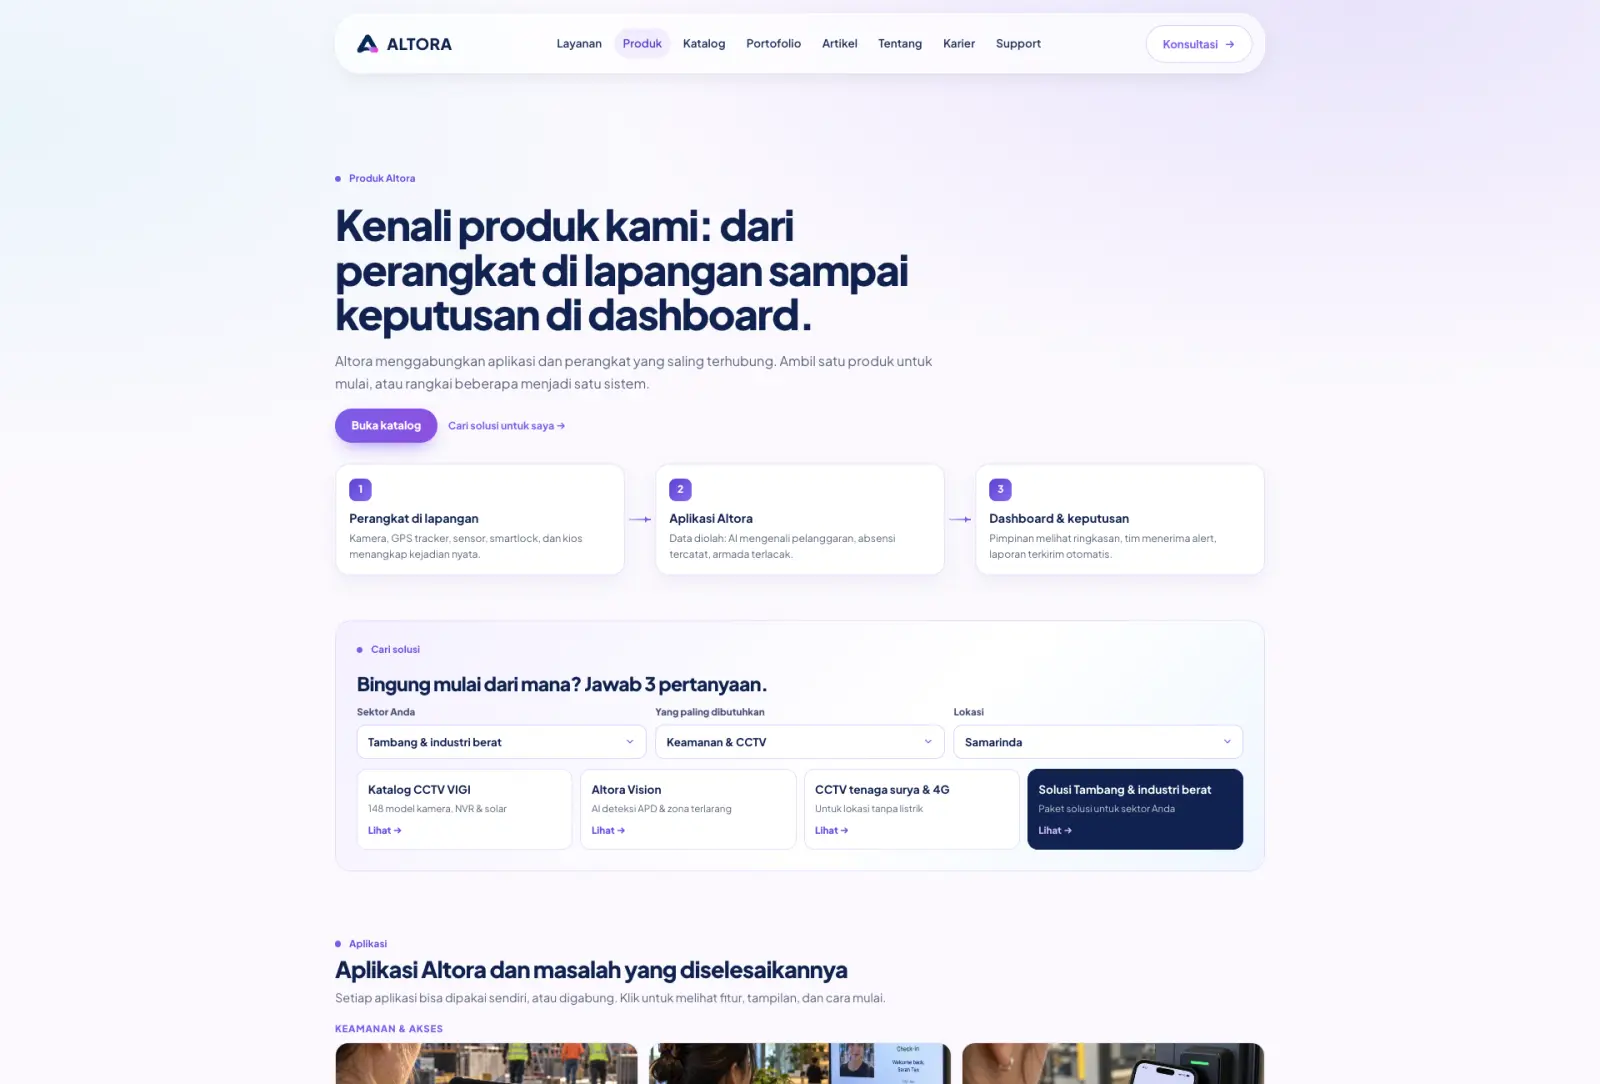 ALTORA
Layanan
Produk
Katalog
Portofolio
Artikel
Tentang
Karier
Support
Konsultasi →
Produk Altora
Kenali produk kami: dari
perangkat di lapangan sampai
keputusan di dashboard.
Altora menggabungkan aplikasi dan perangkat yang saling terhubung. Ambil satu produk untuk
mulai, atau rangkai beberapa menjadi satu sistem.
Buka katalog
Cari solusi untuk saya →
1
Perangkat di lapangan
Kamera, GPS tracker, sensor, smartlock, dan kios
menangkap kejadian nyata.
2
Aplikasi Altora
Data diolah: AI mengenali pelanggaran, absensi
tercatat, armada terlacak.
3
Dashboard & keputusan
Pimpinan melihat ringkasan, tim menerima alert,
laporan terkirim otomatis.
Cari solusi
Bingung mulai dari mana? Jawab 3 pertanyaan.
Sektor Anda
Tambang & industri berat
Yang paling dibutuhkan
Keamanan & CCTV
Lokasi
Samarinda
Katalog CCTV VIGI
148 model kamera, NVR & solar
Lihat →
Altora Vision
AI deteksi APD & zona terlarang
Lihat →
CCTV tenaga surya & 4G
Untuk lokasi tanpa listrik
Lihat →
Solusi Tambang & industri berat
Paket solusi untuk sektor Anda
Lihat →
Aplikasi
Aplikasi Altora dan masalah yang diselesaikannya
Setiap aplikasi bisa dipakai sendiri, atau digabung. Klik untuk melihat fitur, tampilan, dan cara mulai.
KEAMANAN & AKSES
Check-in
Welcome back,